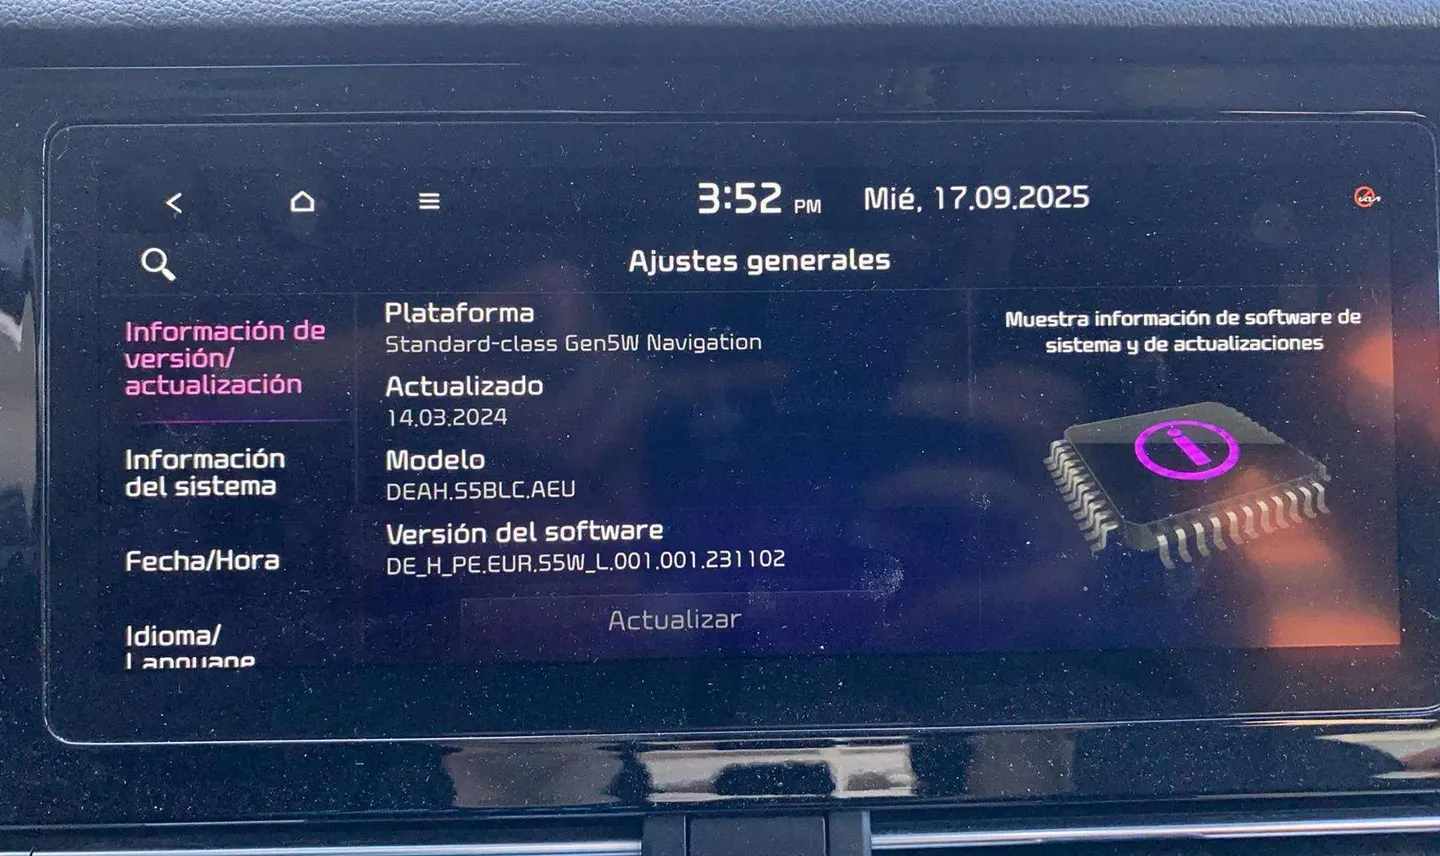 3:52 PM Mié, 17.09.2025
Ajustes generales
Información de
versión/
actualización
Información
del sistema
Fecha/Hora
Idioma/
Language
Plataforma
Standard-class Gen5W Navigation
Actualizado
14.03.2024
Modelo
DEAH.S5BLC.AEU
Versión del software
DE_H_PE.EUR.S5W_L.001.001.231102
Actualizar
Muestra información de software de
sistema y de actualizaciones